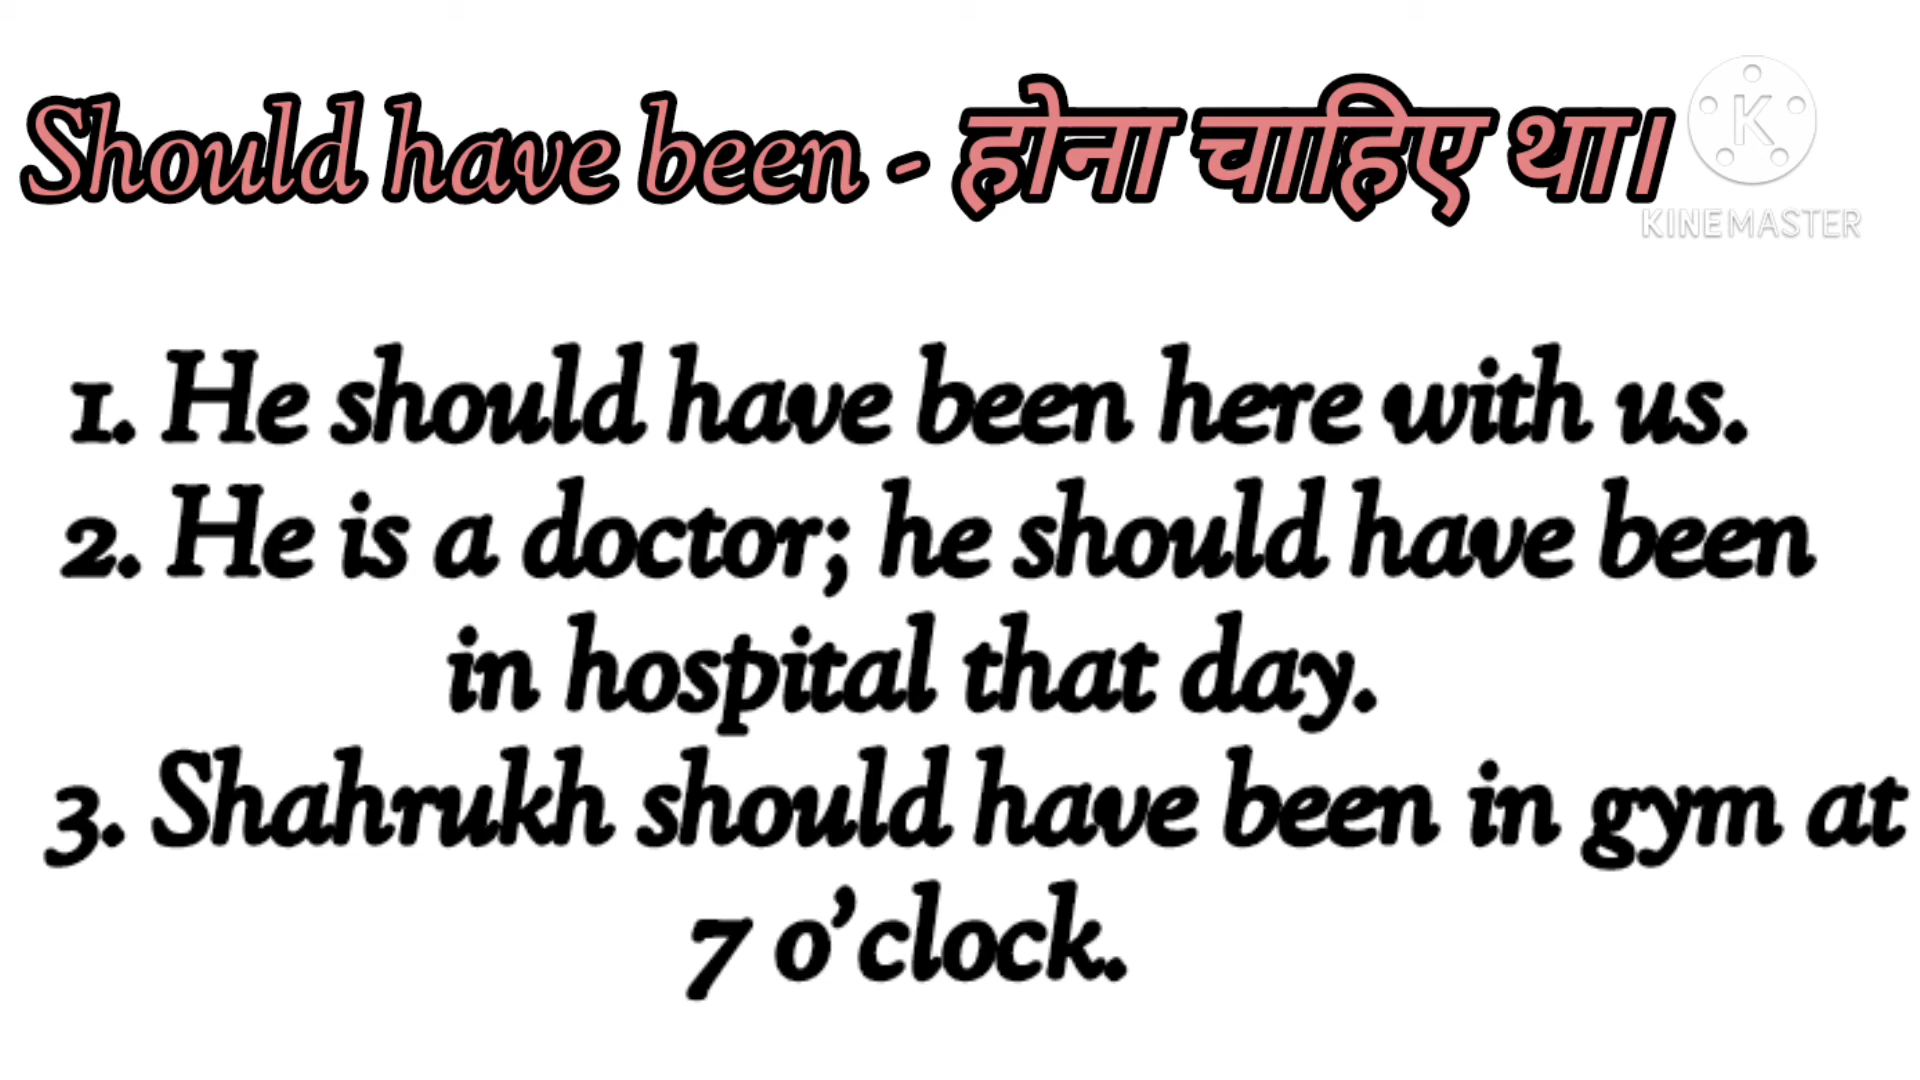 Should have been - होना चाहिए था।
KINEMASTER
1. He should have been here with us.
2. He is a doctor; he should have been
in hospital that day.
3. Shahrukh should have been in gym at
7 o’clock.